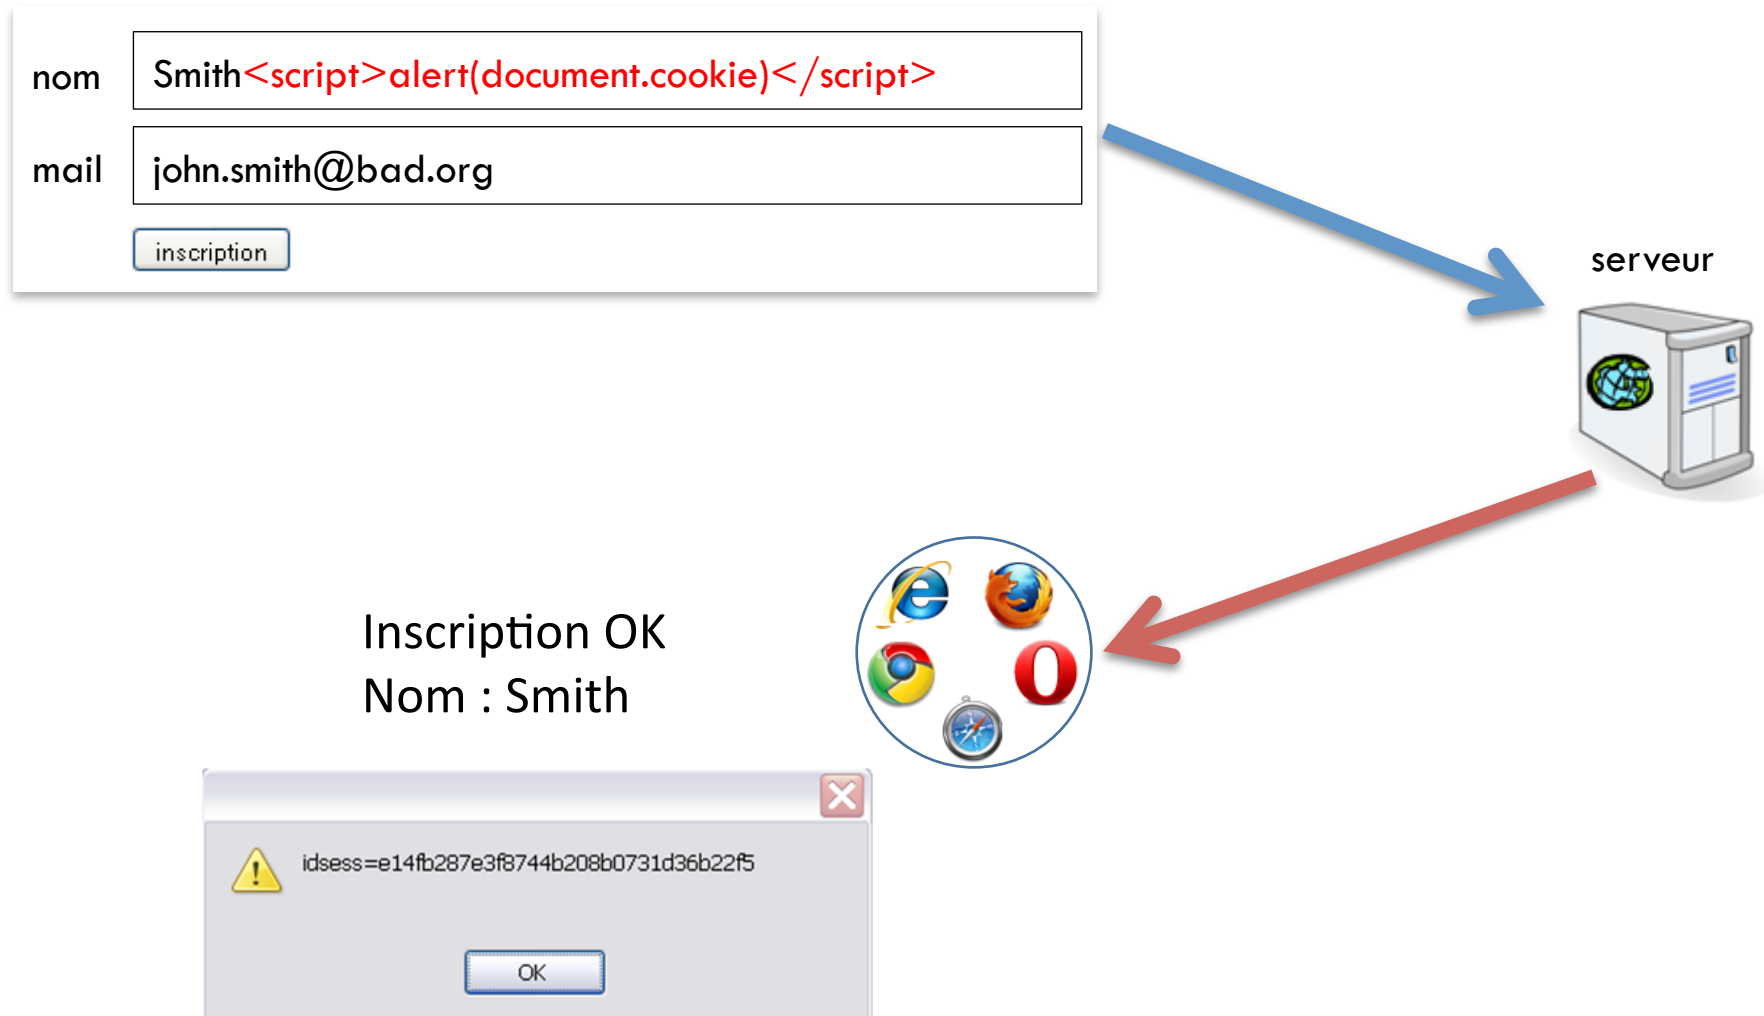 nom
Smith<script>alert(document.cookie)</script>
mail
john.smith@bad.org
inscription
serveur
Inscription OK
Nom : Smith
idsess=e14fb287e3f8744b208b0731d36b22f5
OK